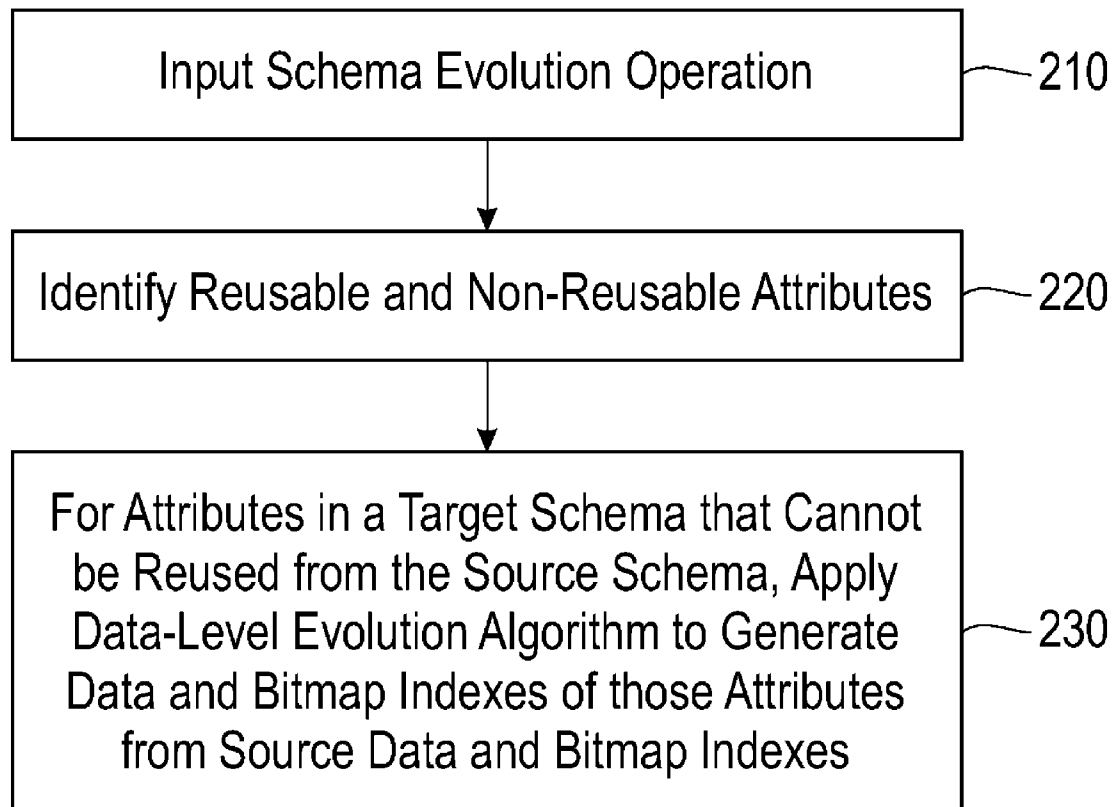 Input Schema Evolution Operation
210
Identify Reusable and Non-Reusable Attributes
220
For Attributes in a Target Schema that Cannot
be Reused from the Source Schema, Apply
Data-Level Evolution Algorithm to Generate
Data and Bitmap Indexes of those Attributes
from Source Data and Bitmap Indexes
230